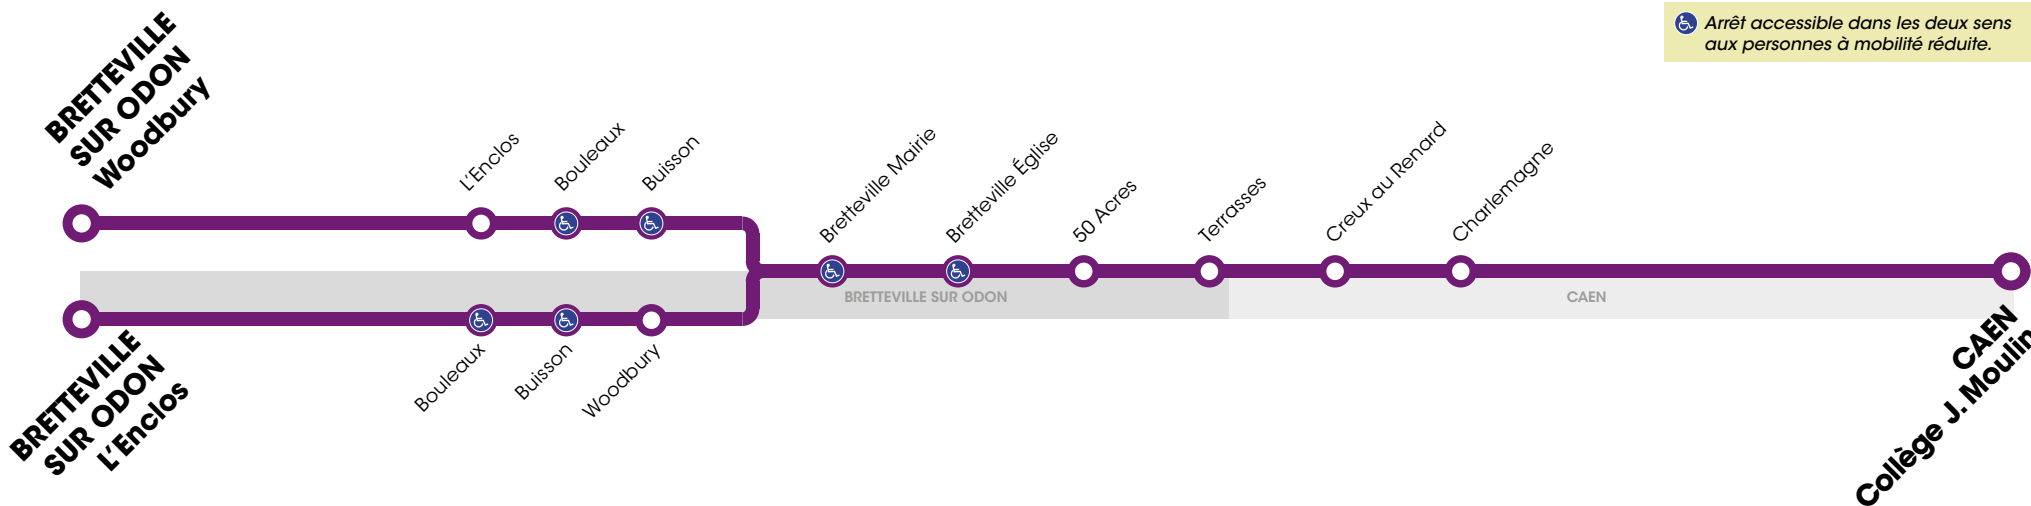 Arrêt accessible dans les deux sens
aux personnes à mobilité réduite.
BRETTEVILLE
SUR ODON
Woodbury
L'Enclos
Bouleaux
Buisson
Bretteville Mairie
Bretteville Église
50 Acres
Terrasses
Creux au Renard
Charlemagne
BRETTEVILLE SUR ODON
CAEN
BRETTEVILLE
SUR ODON
L'Enclos
Bouleaux
Buisson
Woodbury
CAEN
Collège J. Moulin